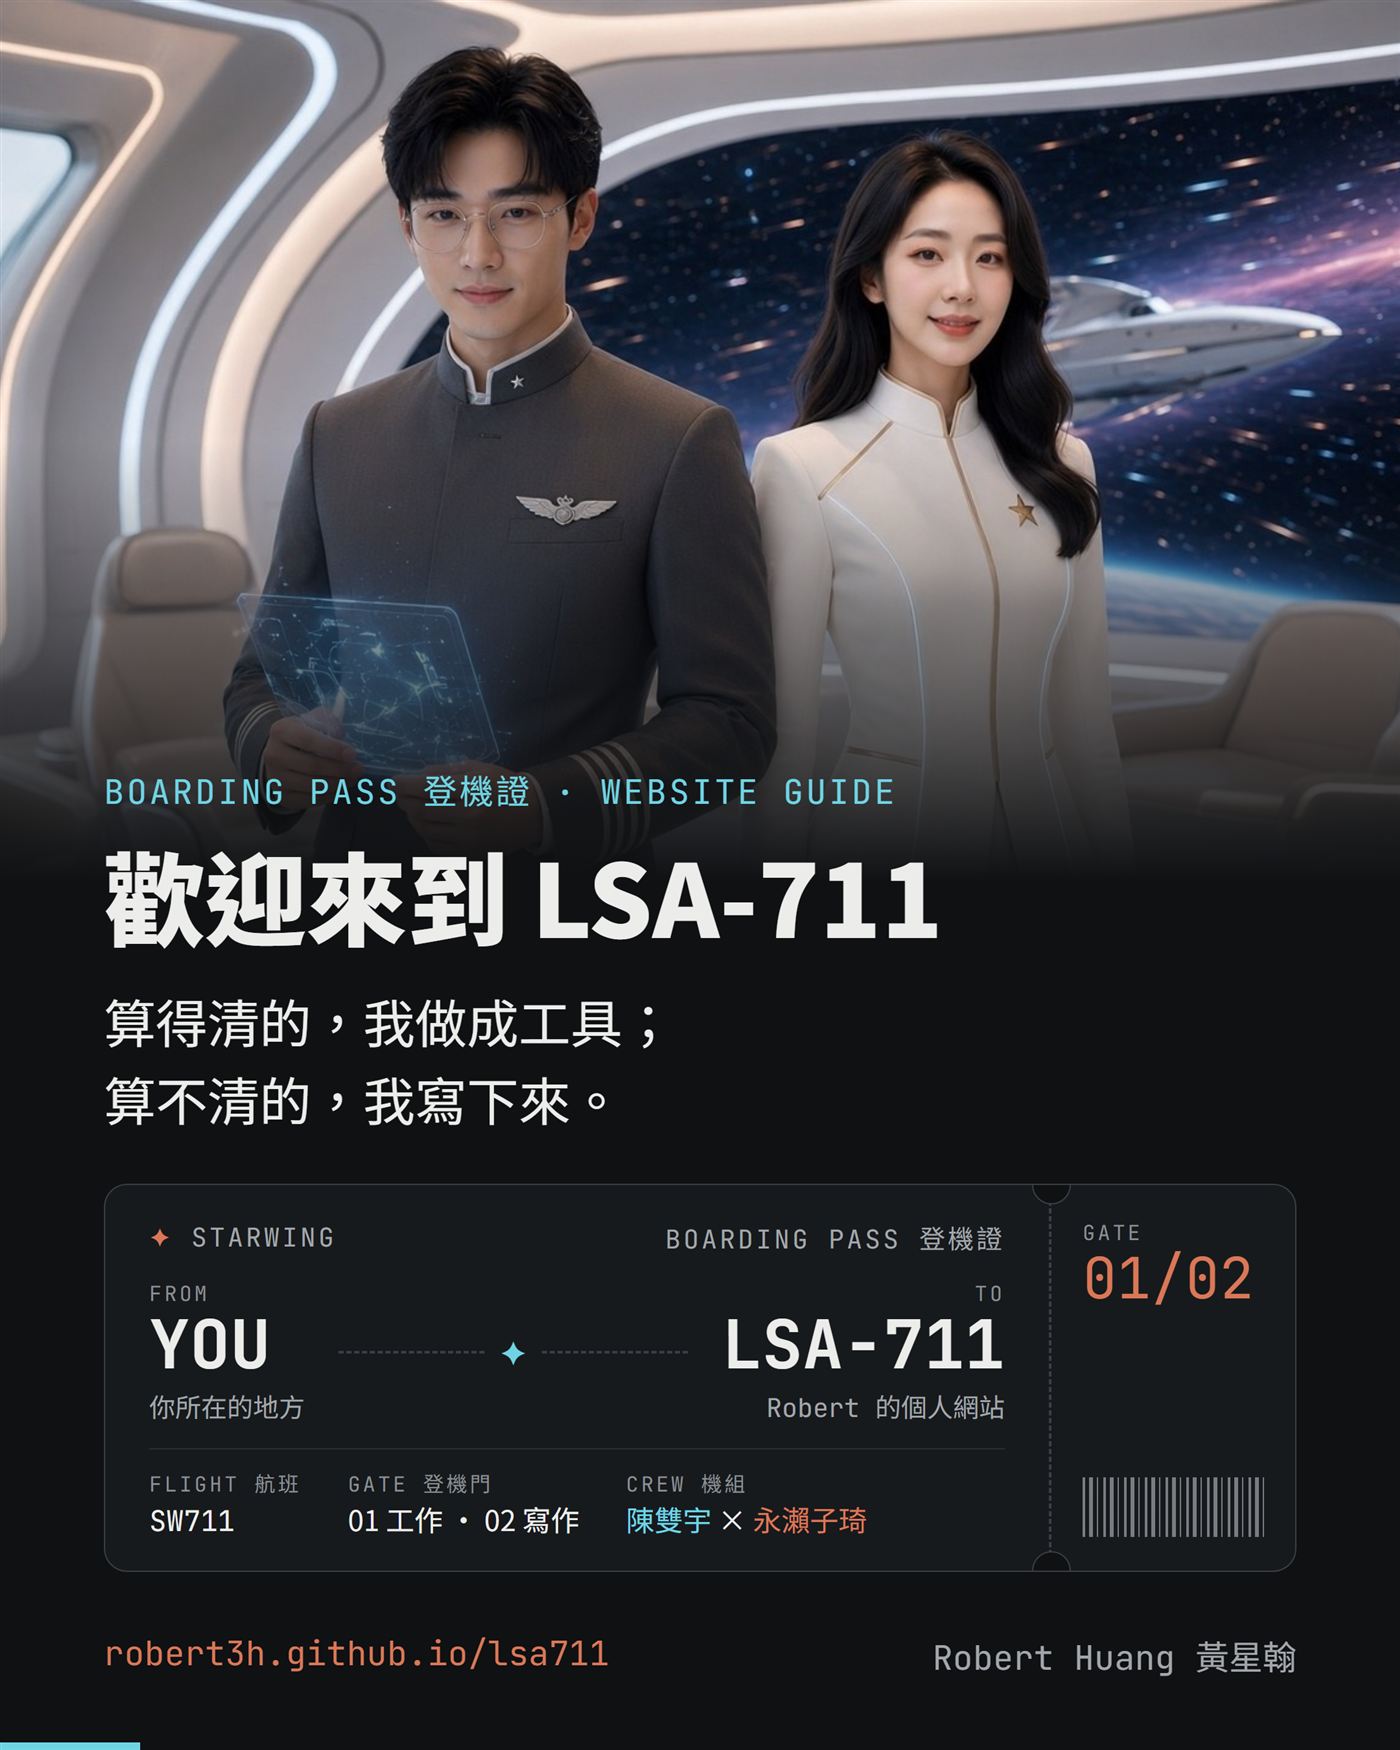 BOARDING PASS 登機證 · WEBSITE GUIDE
歡迎來到 LSA-711
算得清的，我做成工具；
算不清的，我寫下來。
✦ STARWING
BOARDING PASS 登機證
FROM
YOU
你所在的地方
TO
LSA-711
Robert 的個人網站
FLIGHT 航班
SW711
GATE 登機門
01 工作 · 02 寫作
CREW 機組
陳雙宇 × 永瀨子琦
GATE
01/02
robert3h.github.io/lsa711
Robert Huang 黃星翰